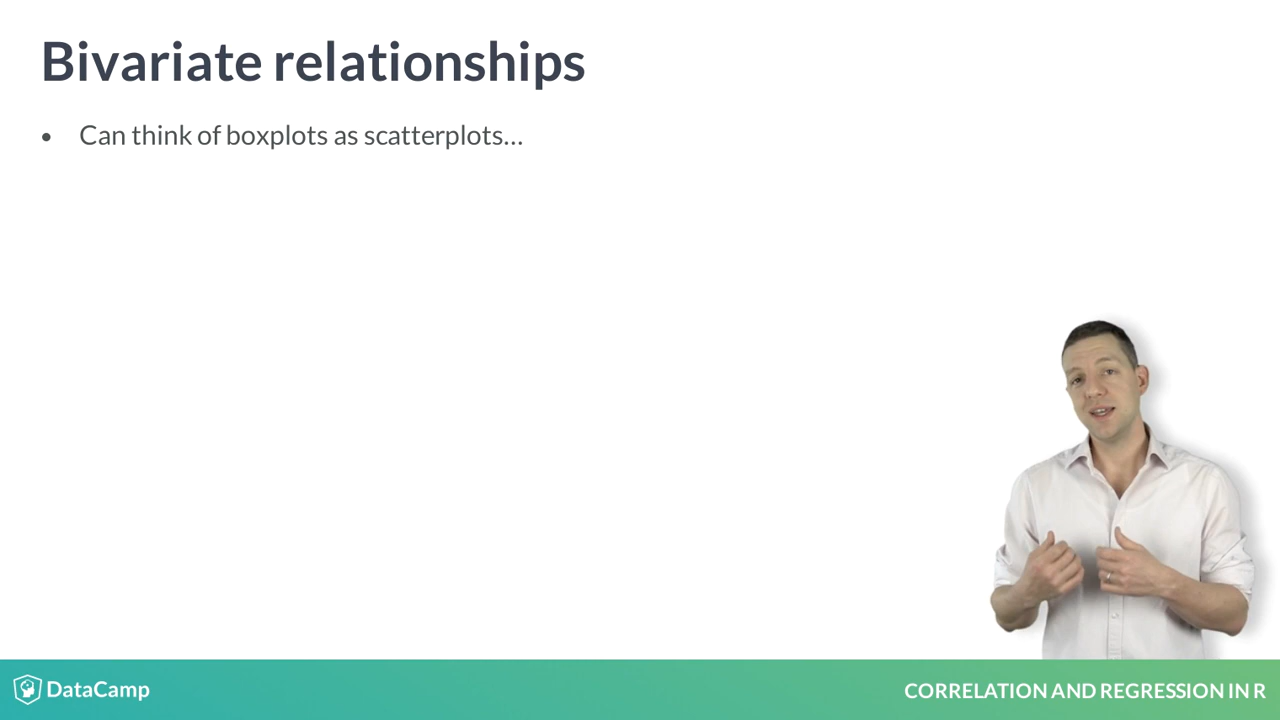 Bivariate relationships
• Can think of boxplots as scatterplots…
DataCamp
CORRELATION AND REGRESSION IN R